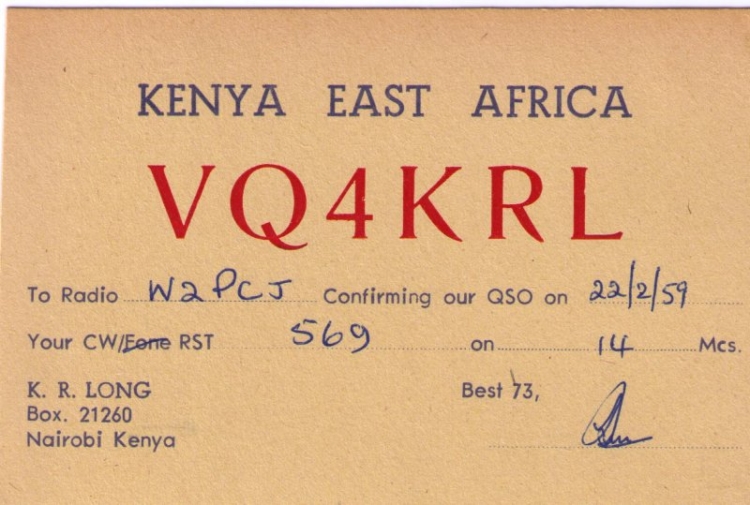 KENYA EAST AFRICA
VQ4KRL
To Radio W2PCJ Confirming our QSO on 22/2/59
Your CW/Fone RST 569 on 14 Mcs.
K. R. LONG
Best 73,
Box. 21260
Nairobi Kenya